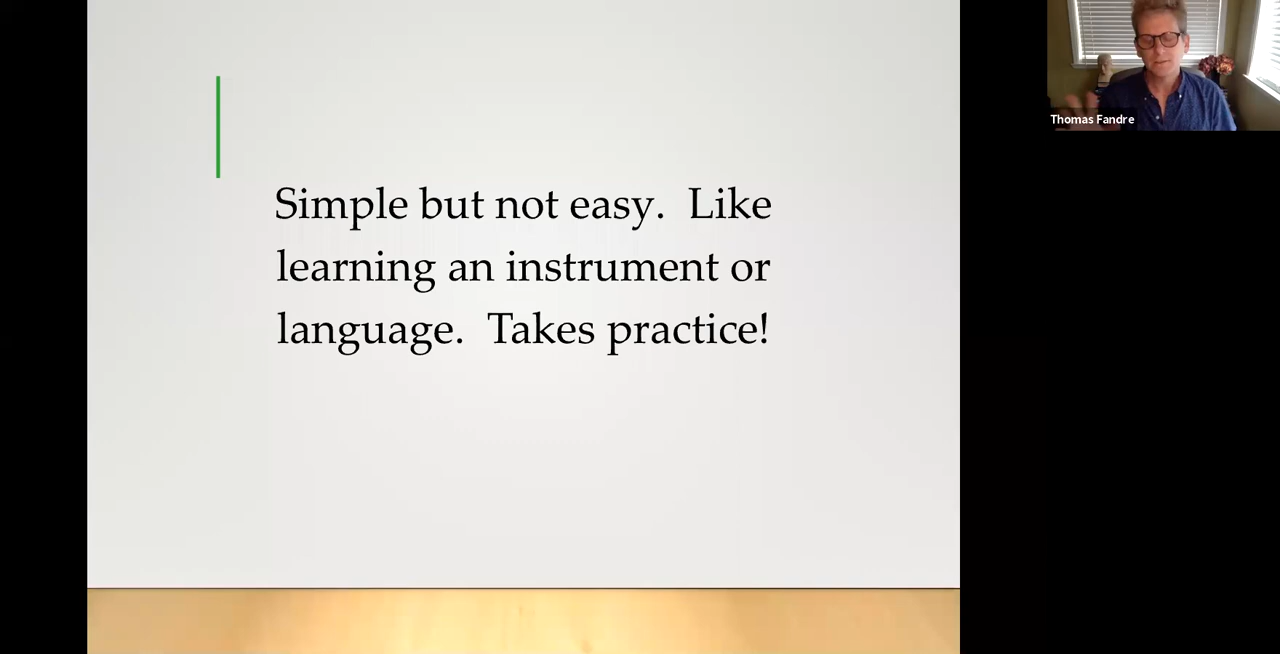 Simple but not easy.  Like
learning an instrument or
language.  Takes practice!
Thomas Fandre